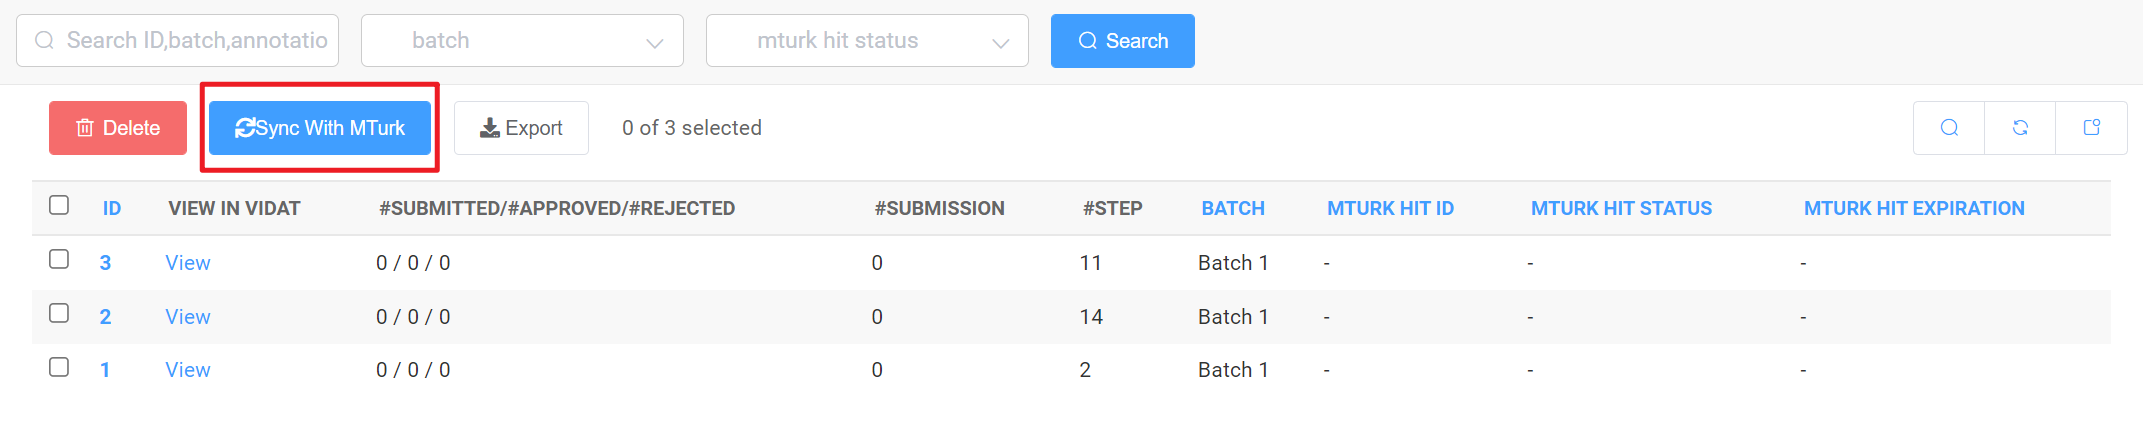 Search ID,batch,annotatio batch mturk hit status Search
Delete Sync With MTurk Export 0 of 3 selected
ID VIEW IN VIDAT #SUBMITTED/#APPROVED/#REJECTED #SUBMISSION #STEP BATCH MTURK HIT ID MTURK HIT STATUS MTURK HIT EXPIRATION
3 View 0 / 0 / 0 0 11 Batch 1 - - -
2 View 0 / 0 / 0 0 14 Batch 1 - - -
1 View 0 / 0 / 0 0 2 Batch 1 - - -